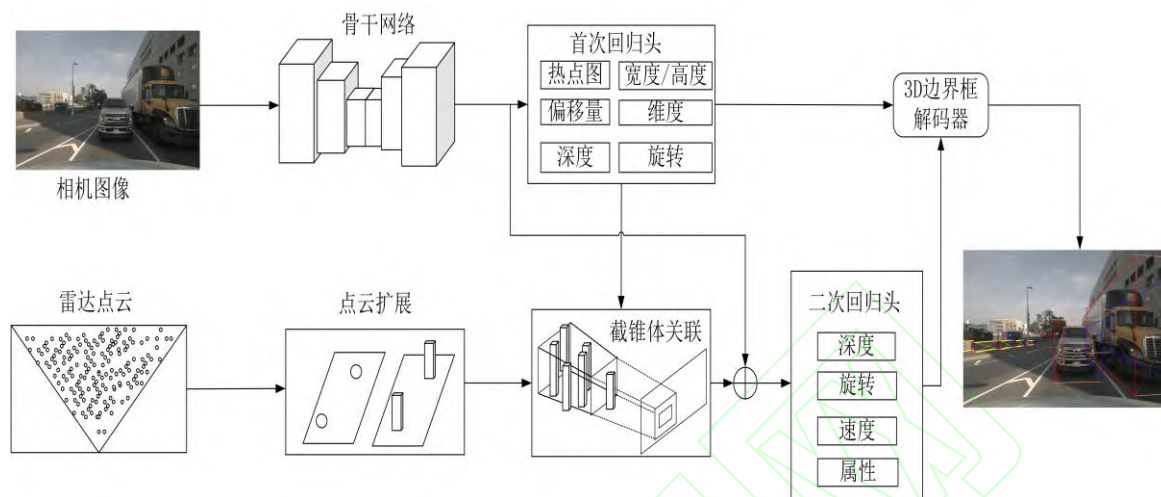 骨干网络
首次回归头
热点图
宽度/高度
偏移量
维度
深度
旋转
3D边界框
解码器
相机图像
雷达点云
点云扩展
截锥体关联
二次回归头
深度
旋转
速度
属性